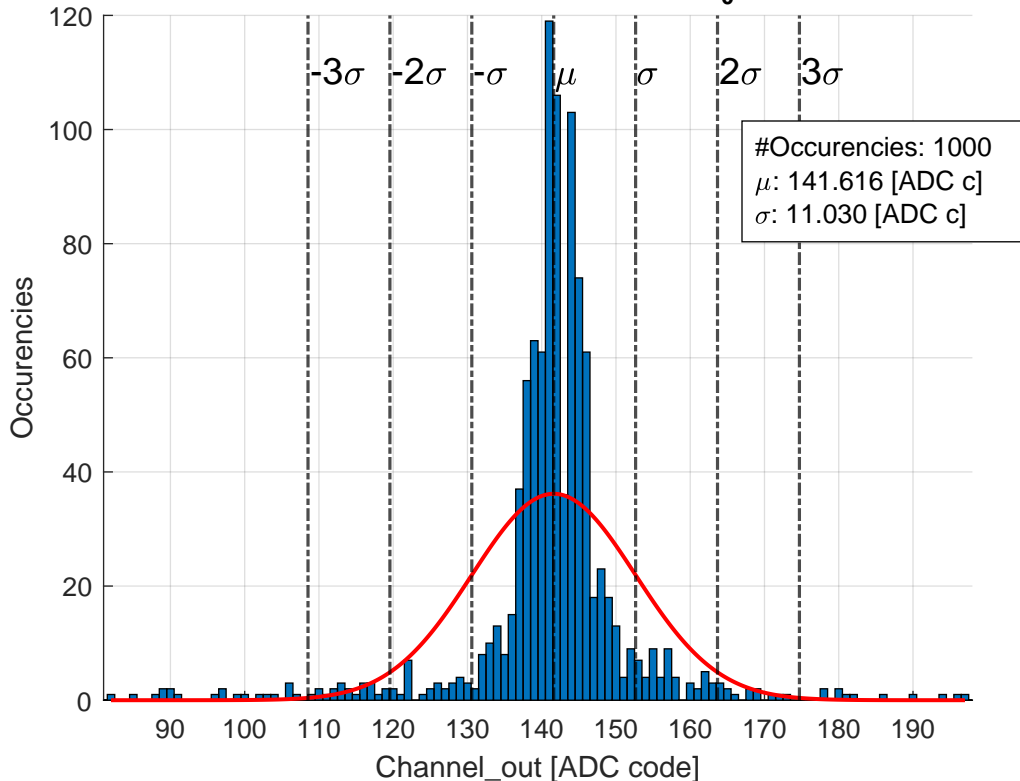 0
-3σ -2σ -σ μ σ 2σ 3σ
#Occurencies: 1000
μ: 141.616 [ADC c]
σ: 11.030 [ADC c]
120
100
80
60
40
20
0
Occurencies
90 100 110 120 130 140 150 160 170 180 190
Channel_out [ADC code]